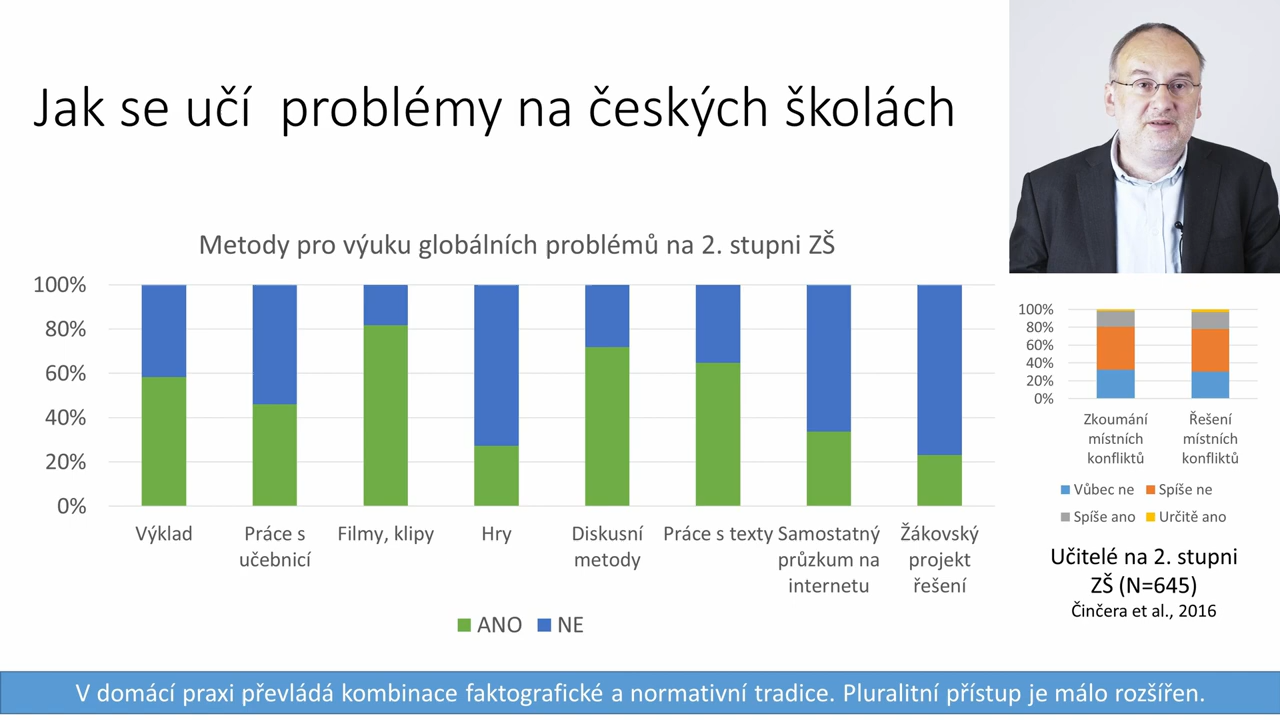 Jak se učí  problémy na českých školách
Metody pro výuku globálních problémů na 2. stupni ZŠ
100%
80%
60%
40%
20%
0%
Výklad
Práce s
učebnicí
Filmy, klipy
Hry
Diskusní
metody
Práce s texty
Samostatný
průzkum na
internetu
Žákovský
projekt
řešení
ANO NE
100%
80%
60%
40%
20%
0%
Zkoumání
místních
konfliktů
Řešení
místních
konfliktů
Vůbec ne Spíše ne
Spíše ano Určitě ano
Učitelé na 2. stupni
ZŠ (N=645)
Činčera et al., 2016
V domácí praxi převládá kombinace faktografické a normativní tradice. Pluralitní přístup je málo rozšířen.